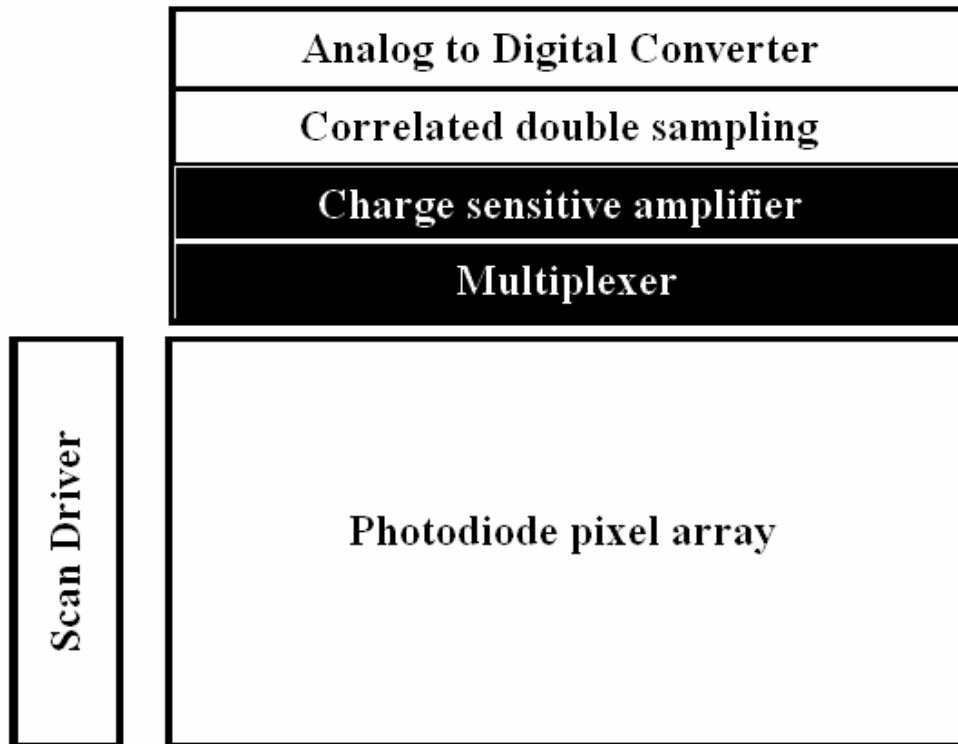 Analog to Digital Converter
Correlated double sampling
Charge sensitive amplifier
Multiplexer
Scan Driver
Photodiode pixel array